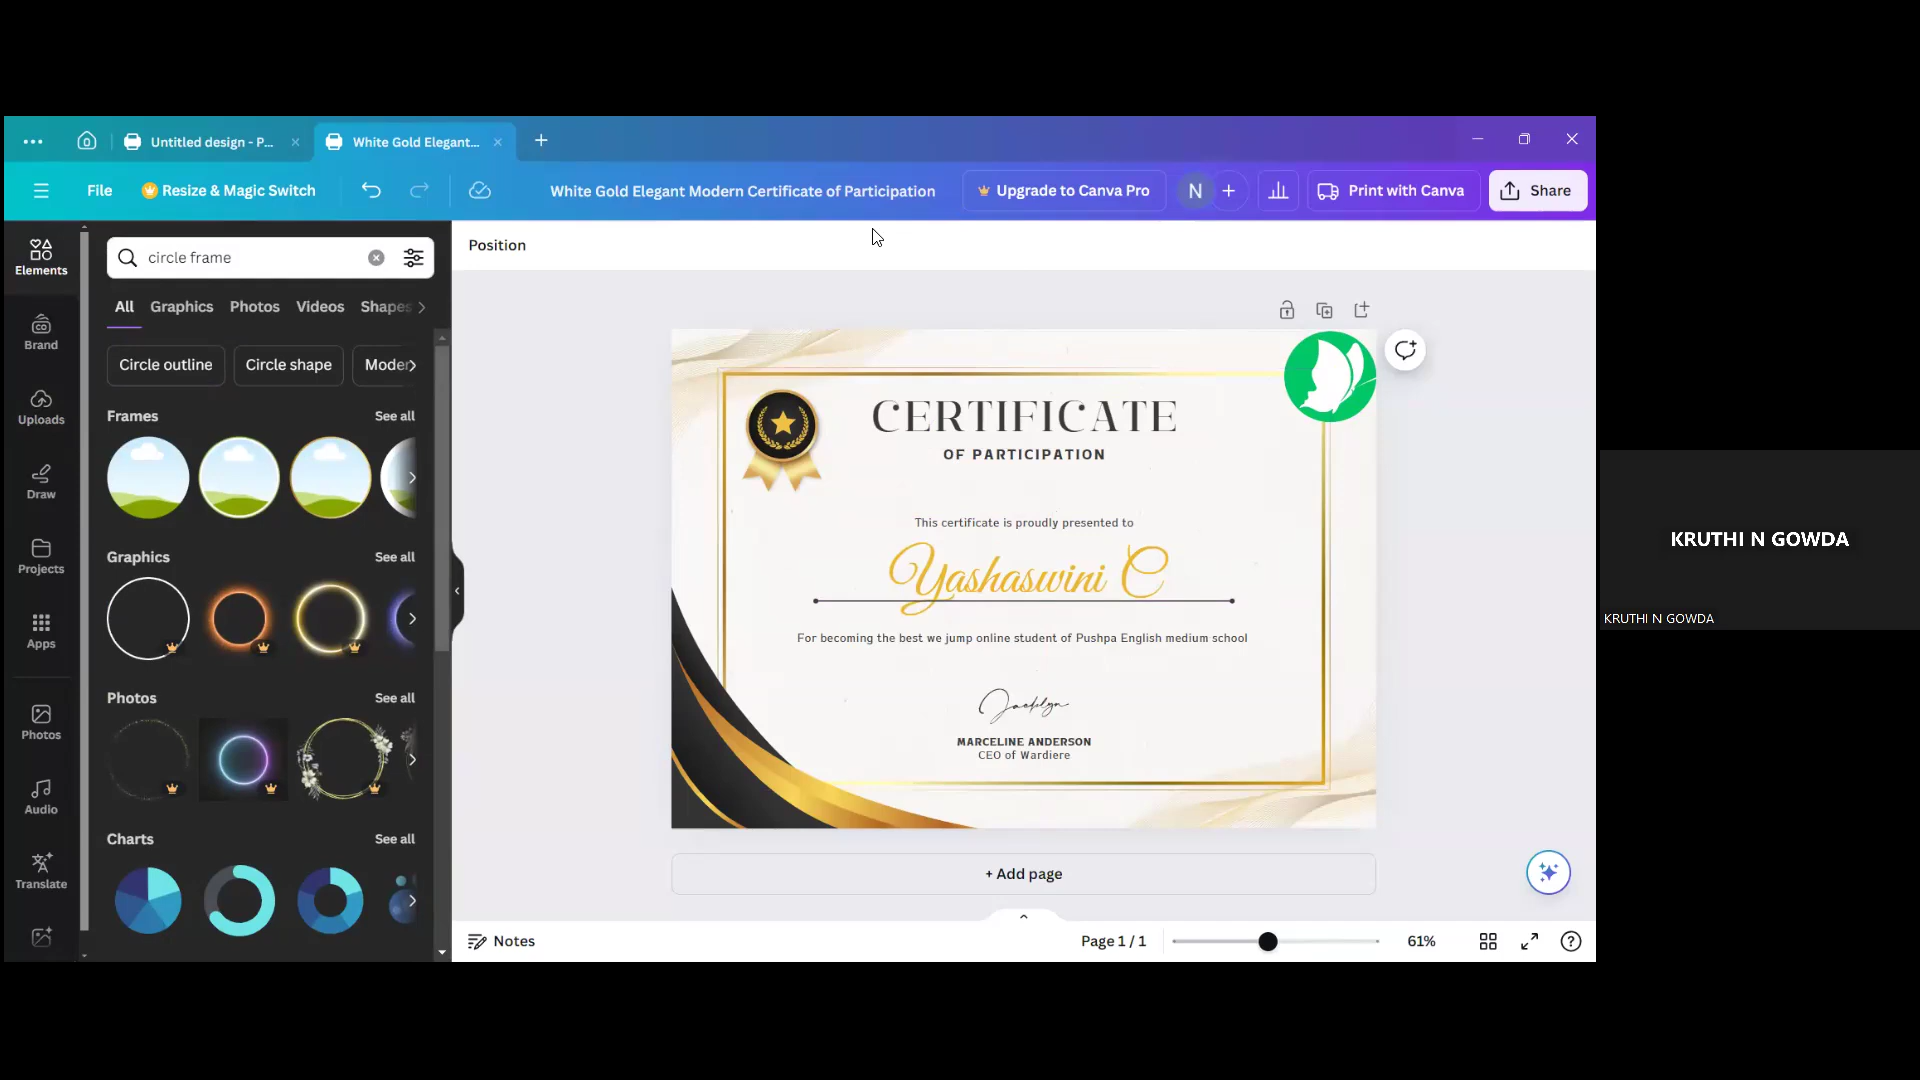 Untitled design - P...
White Gold Elegant...
File
Resize & Magic Switch
White Gold Elegant Modern Certificate of Participation
Upgrade to Canva Pro
N
Print with Canva
Share
Elements
Brand
Uploads
Draw
Projects
Apps
Photos
Audio
Translate
circle frame
All
Graphics
Photos
Videos
Shapes
Circle outline
Circle shape
Moder
Frames
See all
Graphics
See all
Photos
See all
Charts
See all
Position
CERTIFICATE
OF PARTICIPATION
This certificate is proudly presented to
Yashaswini C
For becoming the best we jump online student of Pushpa English medium school
Jacklyn
MARCELINE ANDERSON
CEO of Wardiere
+ Add page
Notes
Page 1 / 1
61%
KRUTHI N GOWDA
KRUTHI N GOWDA